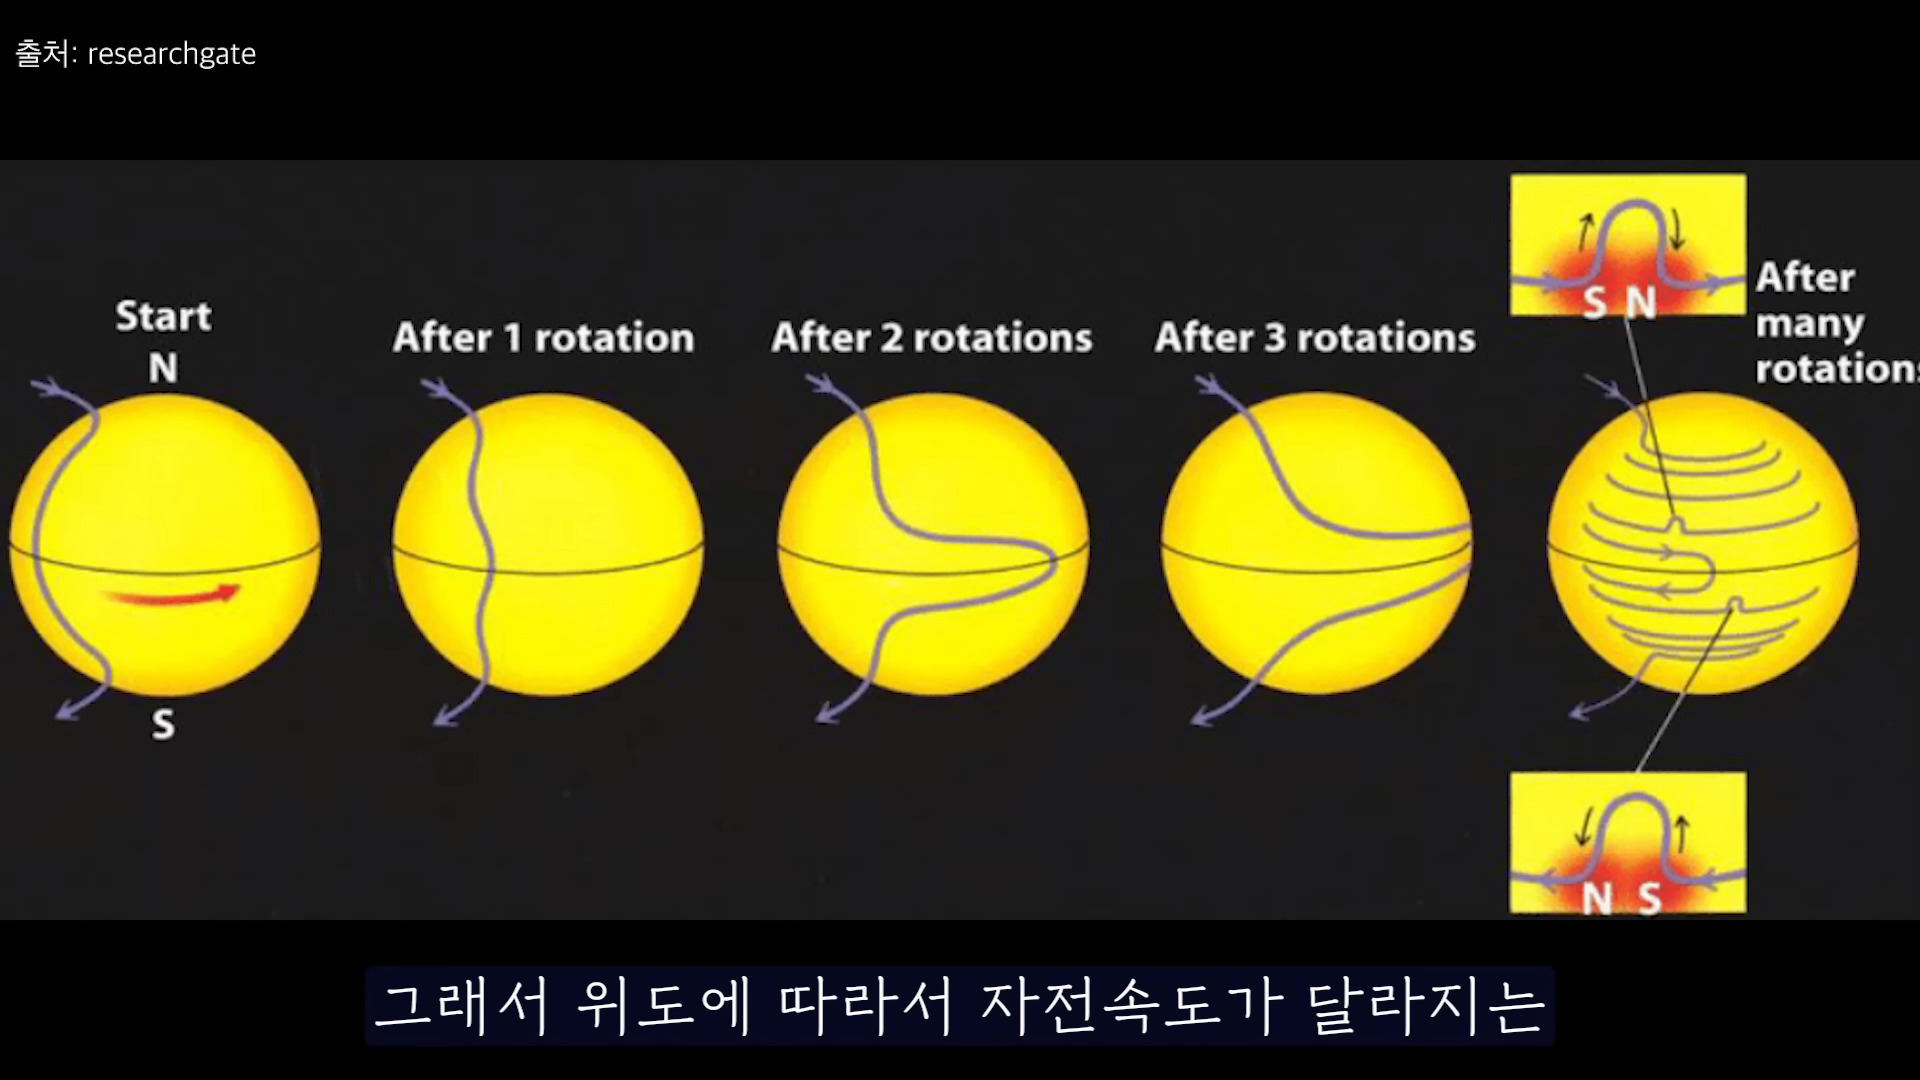 출처: researchgate
Start
N
S
After 1 rotation
After 2 rotations
After 3 rotations
S N
After
many
rotations
N S
그래서 위도에 따라서 자전속도가 달라지는